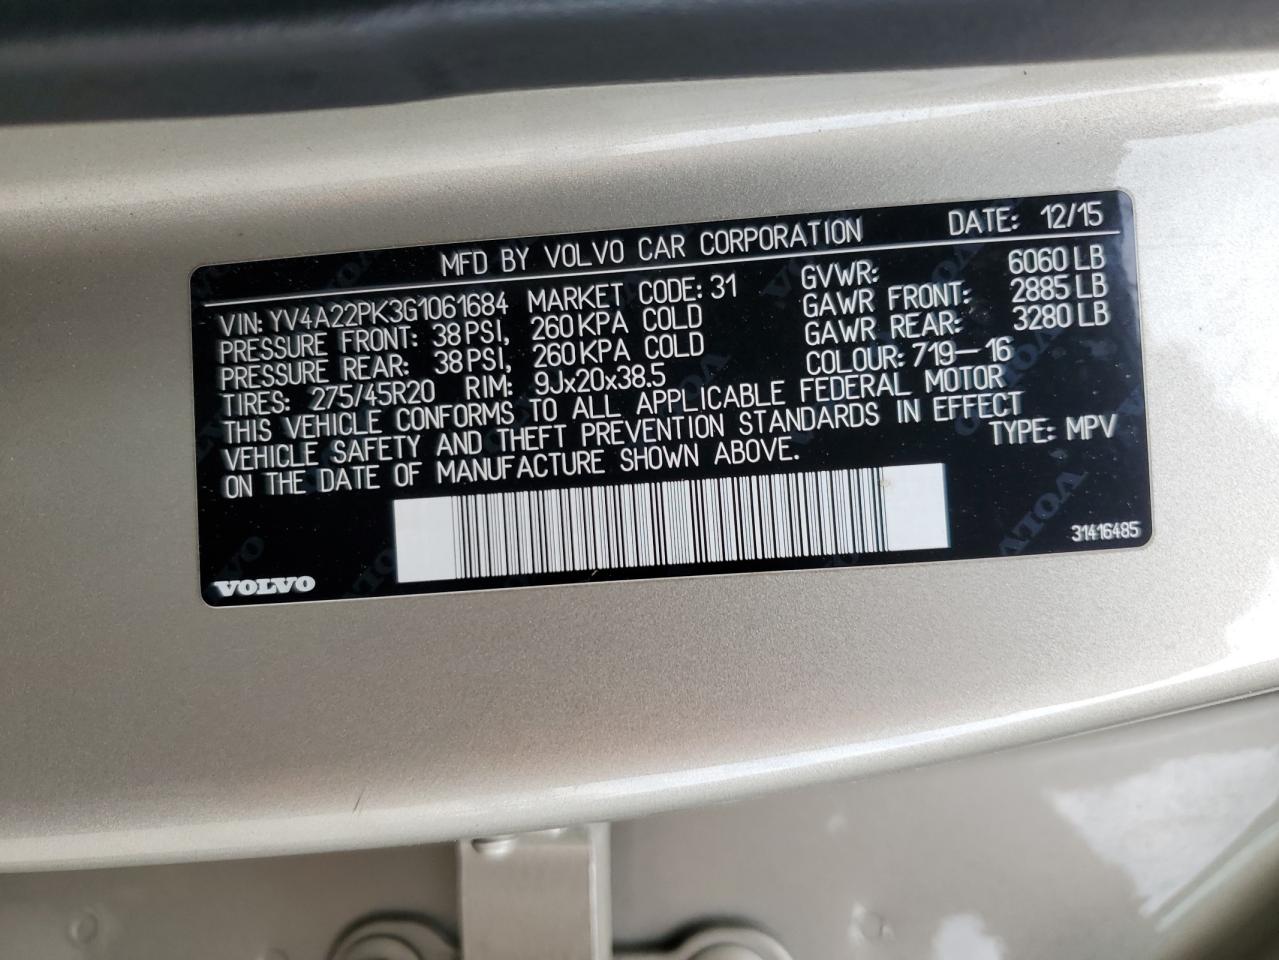 MFD BY VOLVO CAR CORPORATION DATE: 12/15
VIN: YV4A22PK3G1061684 MARKET CODE: 31 GVWR: 6060 LB
PRESSURE FRONT: 38 PSI, 260 KPA COLD GAWR FRONT: 2885 LB
PRESSURE REAR: 38 PSI, 260 KPA COLD GAWR REAR: 3280 LB
TIRES: 275/45R20 RIM: 9Jx20x38.5 COLOUR: 719-16
THIS VEHICLE CONFORMS TO ALL APPLICABLE FEDERAL MOTOR
VEHICLE SAFETY AND THEFT PREVENTION STANDARDS IN EFFECT
ON THE DATE OF MANUFACTURE SHOWN ABOVE. TYPE: MPV
31416485
VOLVO